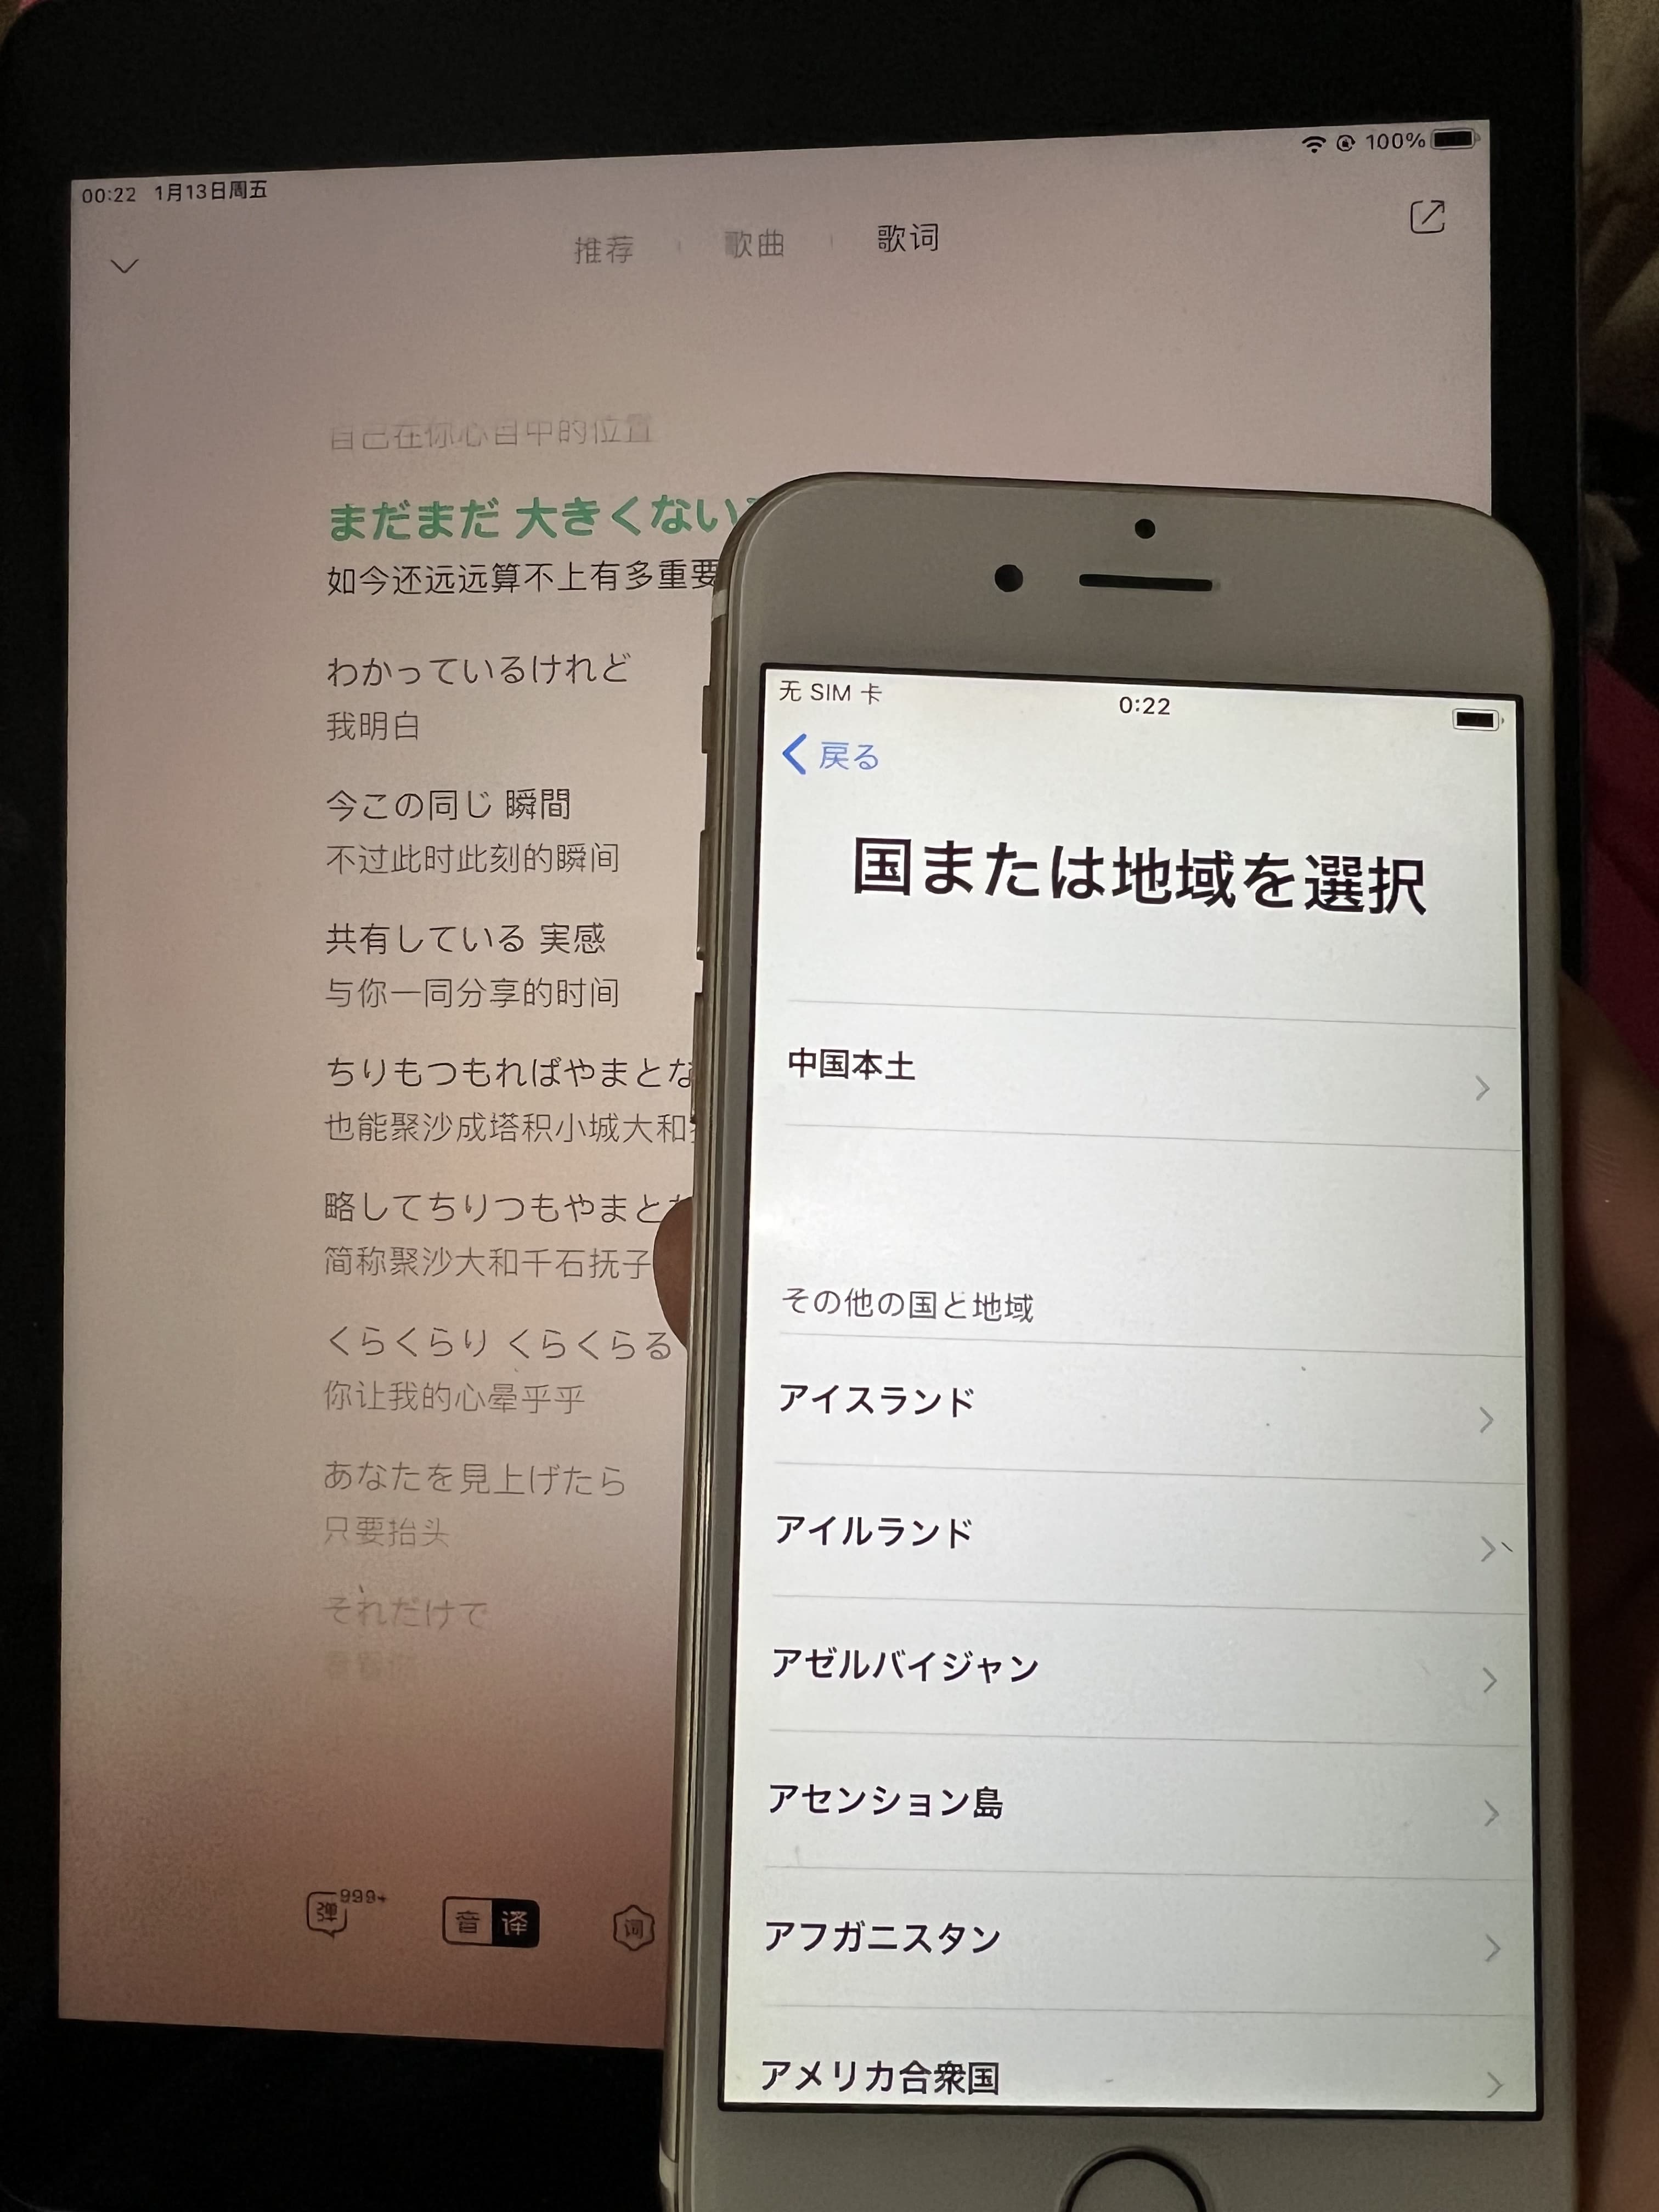 00:22 1月13日周五
100%
推荐 歌曲 歌词
自己在你心目中的位置
まだまだ 大きくない
如今还远远算不上有多重要
わかっているけれど
我明白
今この同じ 瞬間
不过此时此刻的瞬间
共有している 実感
与你一同分享的时间
ちりもつもればやまとな
也能聚沙成塔积小城大和
略してちりつもやまと
简称聚沙大和千石抚子
くらくらり くらくらる
你让我的心晕乎乎
あなたを見上げたら
只要抬头
それだけで
弹 999+
音 译
词
无 SIM 卡
0:22
戻る
国または地域を選択
中国本土
その他の国と地域
アイスランド
アイルランド
アゼルバイジャン
アセンション島
アフガニスタン
アメリカ合衆国